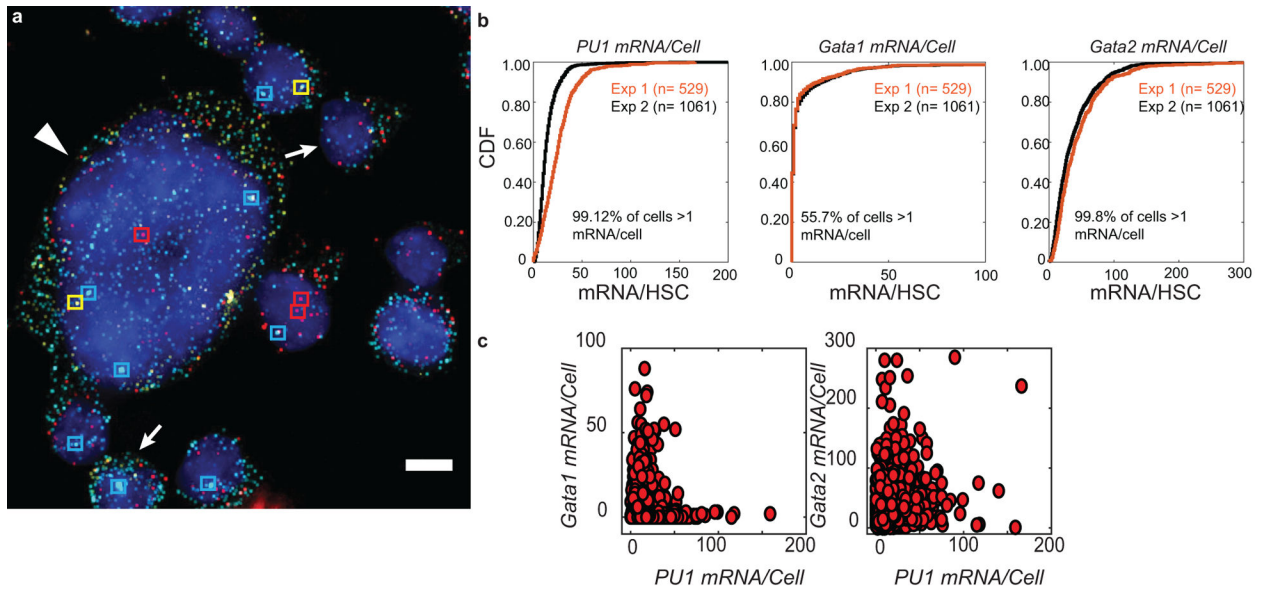 a
b
PU1 mRNA/Cell
Gata1 mRNA/Cell
Gata2 mRNA/Cell
CDF
1.00
0.80
0.60
0.40
0.20
0
Exp 1 (n= 529)
Exp 2 (n= 1061)
99.12% of cells >1
mRNA/cell
0 50 100 150 200
mRNA/HSC
1.00
0.80
0.60
0.40
0.20
0
Exp 1 (n= 529)
Exp 2 (n= 1061)
55.7% of cells >1
mRNA/cell
0 50 100
mRNA/HSC
1.00
0.80
0.60
0.40
0.20
0
Exp 1 (n= 529)
Exp 2 (n= 1061)
99.8% of cells >1
mRNA/cell
0 100 200 300
mRNA/HSC
c
Gata1 mRNA/Cell
100
50
0
0 100 200
PU1 mRNA/Cell
Gata2 mRNA/Cell
300
200
100
0
0 100 200
PU1 mRNA/Cell